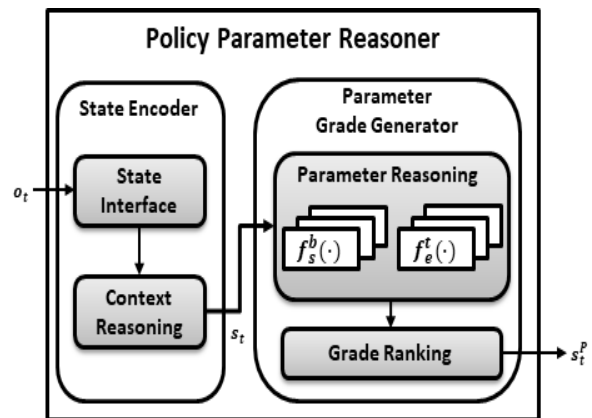 Policy Parameter Reasoner
State Encoder
Parameter
Grade Generator
o_t
State
Interface
Context
Reasoning
s_t
Parameter Reasoning
f_s^b(·)
f_e^t(·)
Grade Ranking
s_t^P